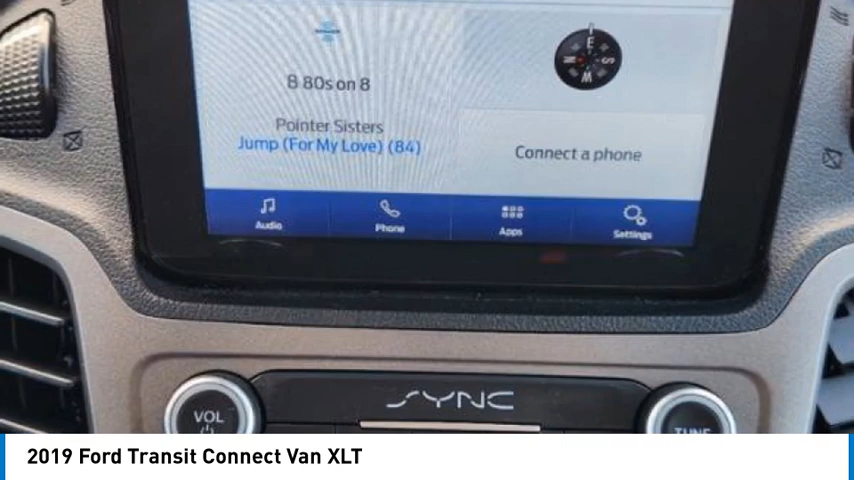 8 80s on 8
Pointer Sisters
Jump (For My Love) (84)
E
N
S
W
Connect a phone
Audio
Phone
Apps
Settings
SYNC
VOL
TUNE
2019 Ford Transit Connect Van XLT